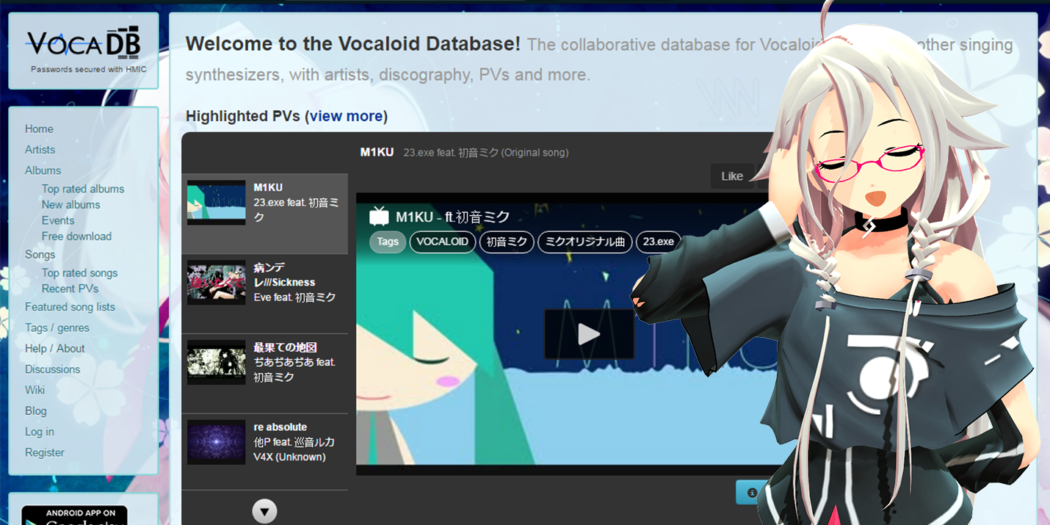 VOCADB
Passwords secured with HMIC
Home
Artists
Albums
Top rated albums
New albums
Events
Free download
Songs
Top rated songs
Recent PVs
Featured song lists
Tags / genres
Help / About
Discussions
Wiki
Blog
Log in
Register
ANDROID APP ON
Welcome to the Vocaloid Database! The collaborative database for Vocaloid other singing
synthesizers, with artists, discography, PVs and more.
Highlighted PVs (view more)
M1KU
23.exe feat. 初音ミ
ク
病ンデ
レ///Sickness
Eve feat. 初音ミク
最果ての地図
ぢあぢあぢあ feat.
初音ミク
re absolute
他P feat. 巡音ルカ
V4X (Unknown)
M1KU 23.exe feat. 初音ミク (Original song)
Like
M1KU - ft.初音ミク
Tags VOCALOID 初音ミク ミクオリジナル曲 23.exe